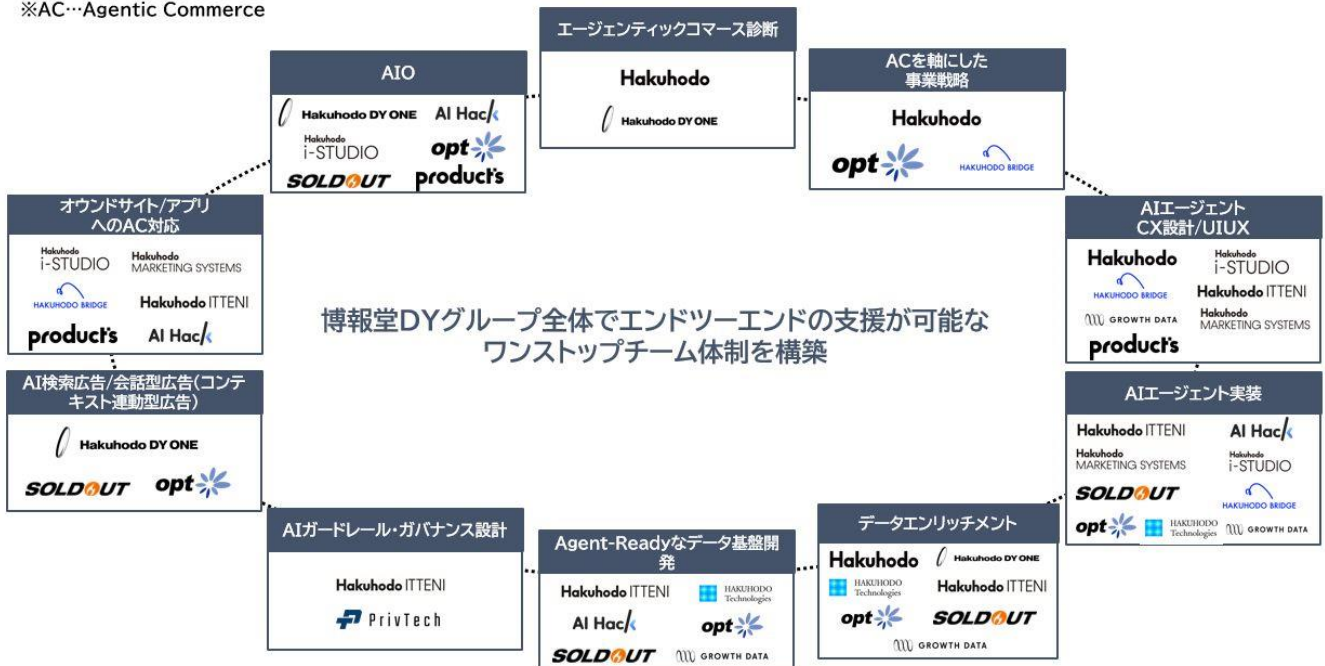 ※AC…Agentic Commerce
エージェンティックコマース診断
Hakuhodo
Hakuhodo DY ONE
ACを軸にした
事業戦略
Hakuhodo
opt
HAKUHODO BRIDGE
AIエージェント
CX設計/UIUX
Hakuhodo
Hakuhodo
i-STUDIO
HAKUHODO BRIDGE
Hakuhodo ITTENI
GROWTH DATA
Hakuhodo
MARKETING SYSTEMS
product's
AIエージェント実装
Hakuhodo ITTENI
AI Hack
Hakuhodo
MARKETING SYSTEMS
Hakuhodo
i-STUDIO
SOLDOUT
HAKUHODO BRIDGE
opt
HAKUHODO
Technologies
GROWTH DATA
データエンリッチメント
Hakuhodo
Hakuhodo DY ONE
HAKUHODO
Technologies
Hakuhodo ITTENI
opt
SOLDOUT
GROWTH DATA
Agent-Readyなデータ基盤開
発
Hakuhodo ITTENI
HAKUHODO
Technologies
AI Hack
opt
SOLDOUT
GROWTH DATA
AIガードレール・ガバナンス設計
Hakuhodo ITTENI
PrivTech
AI検索広告/会話型広告(コンテ
キスト連動型広告)
Hakuhodo DY ONE
SOLDOUT
opt
オウンドサイト/アプリ
へのAC対応
Hakuhodo
i-STUDIO
Hakuhodo
MARKETING SYSTEMS
HAKUHODO BRIDGE
Hakuhodo ITTENI
product's
AI Hack
AIO
Hakuhodo DY ONE
AI Hack
Hakuhodo
i-STUDIO
opt
SOLDOUT
product's
博報堂DYグループ全体でエンドツーエンドの支援が可能な
ワンストップチーム体制を構築